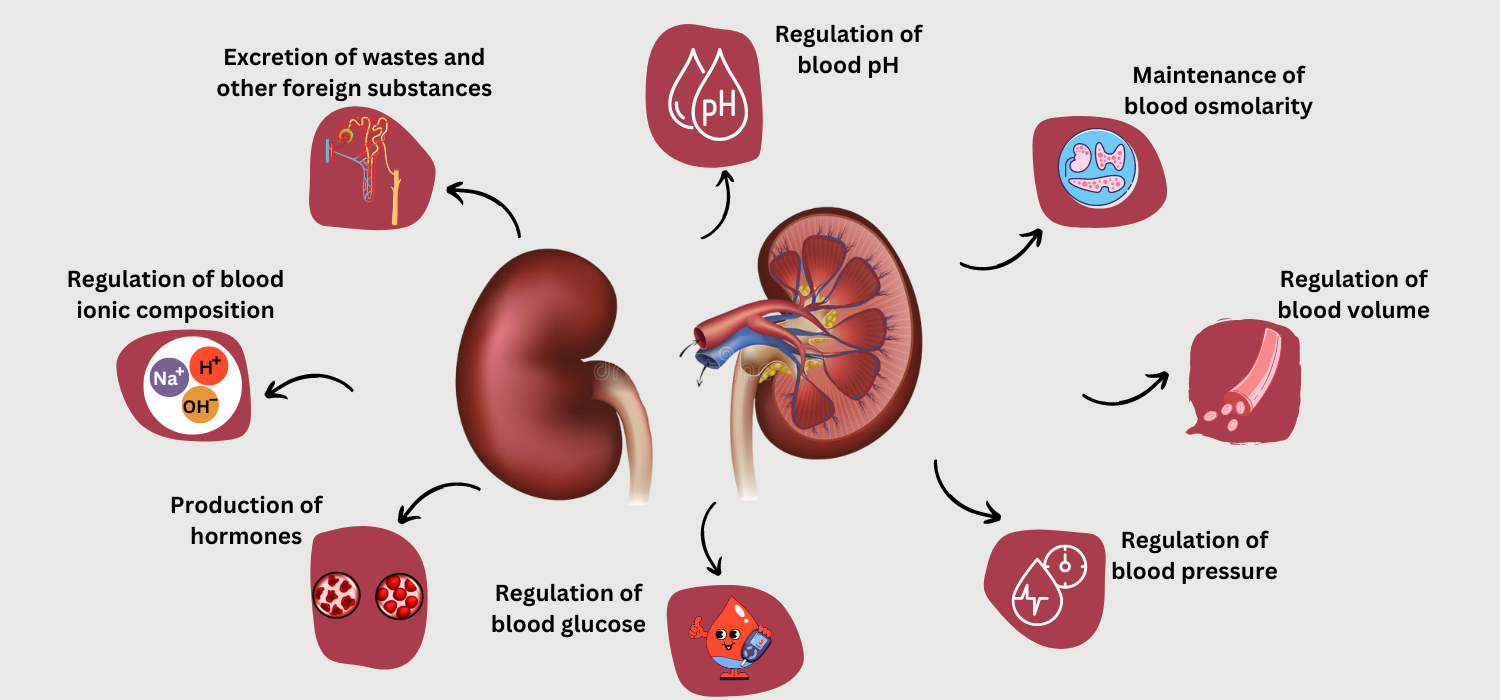 Excretion of wastes and
other foreign substances
Regulation of
blood pH
pH
Maintenance of
blood osmolarity
Regulation of blood
ionic composition
Na+
H+
OH−
Regulation of
blood volume
Production of
hormones
Regulation of
blood glucose
Regulation of
blood pressure